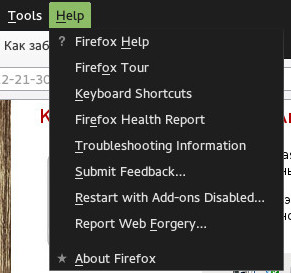 Tools Help
Как заб
2-21-30
? Firefox Help
Firefox Tour
Keyboard Shortcuts
Firefox Health Report
Troubleshooting Information
Submit Feedback...
Restart with Add-ons Disabled...
Report Web Forgery...
About Firefox